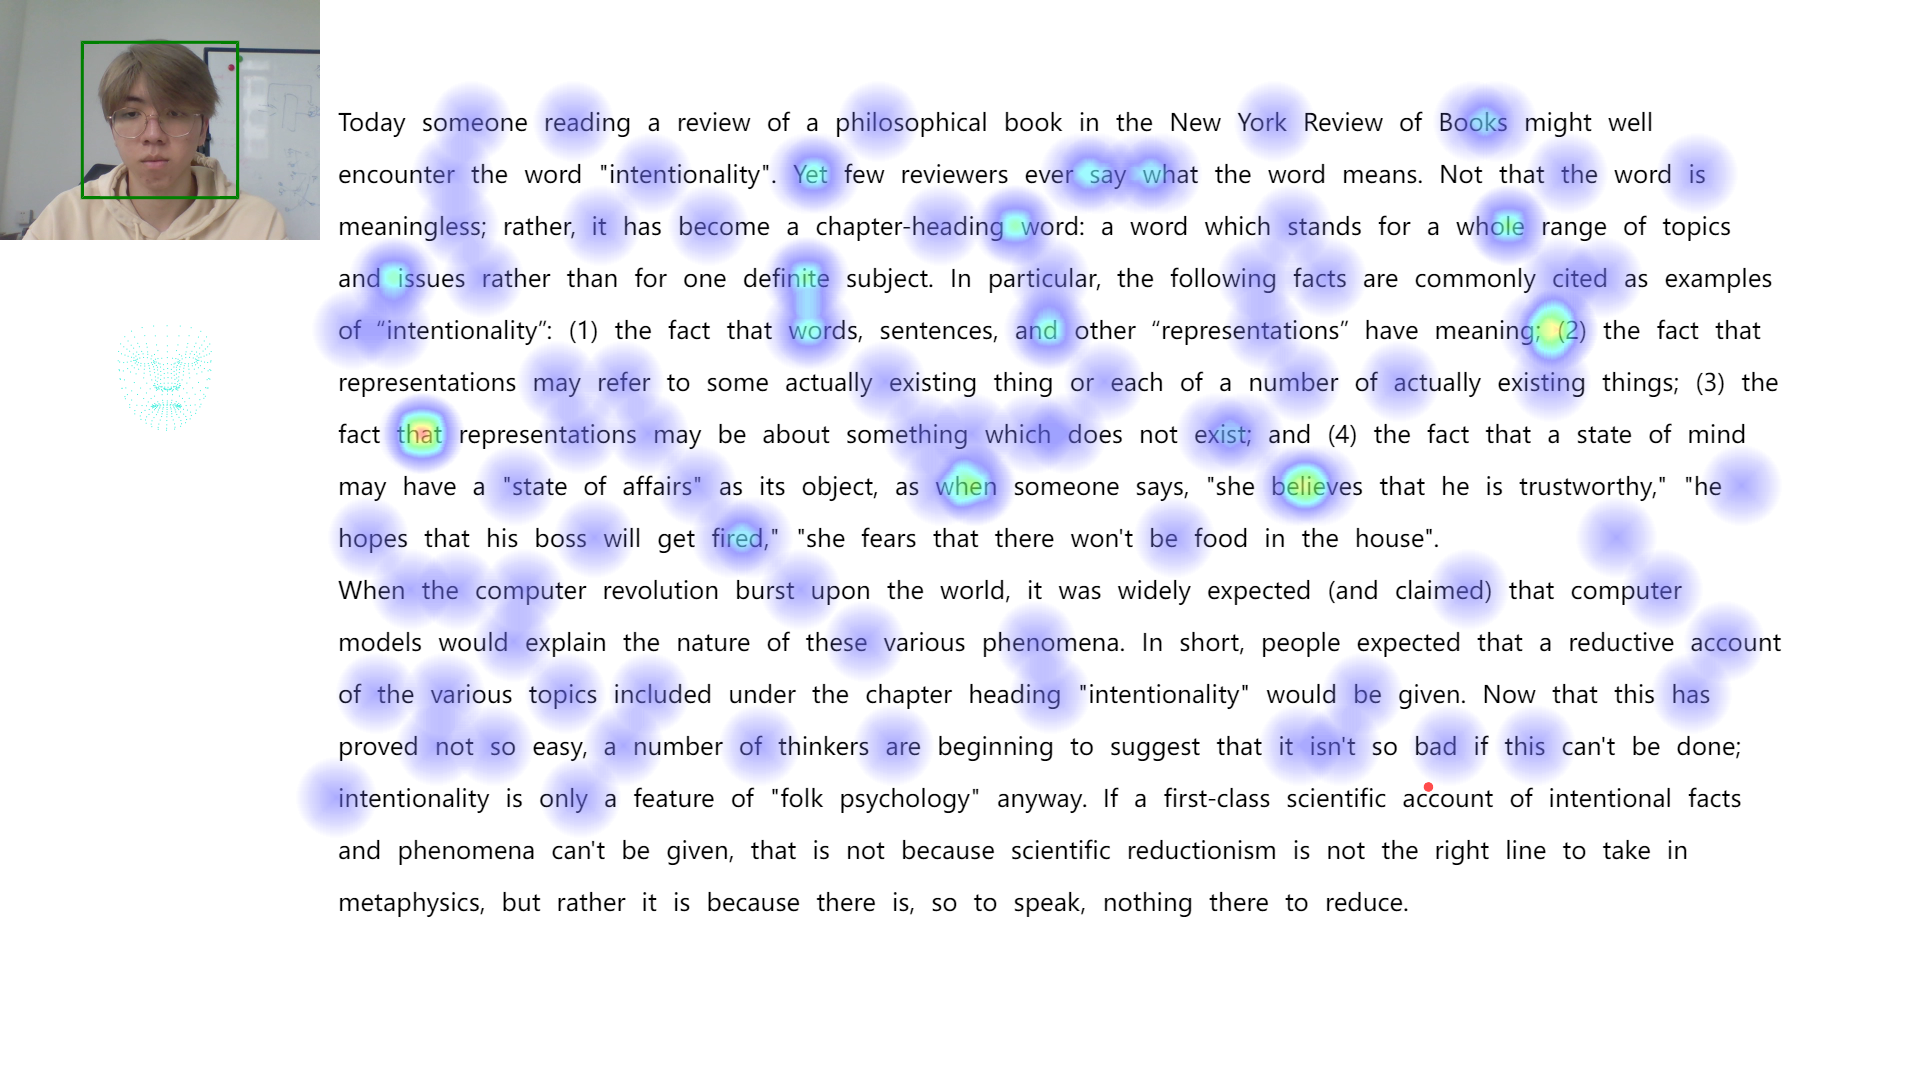 Today someone reading a review of a philosophical book in the New York Review of Books might well
encounter the word "intentionality". Yet few reviewers ever say what the word means. Not that the word is
meaningless; rather, it has become a chapter-heading word: a word which stands for a whole range of topics
and issues rather than for one definite subject. In particular, the following facts are commonly cited as examples
of “intentionality”: (1) the fact that words, sentences, and other “representations” have meaning; (2) the fact that
representations may refer to some actually existing thing or each of a number of actually existing things; (3) the
fact that representations may be about something which does not exist; and (4) the fact that a state of mind
may have a "state of affairs" as its object, as when someone says, "she believes that he is trustworthy," "he
hopes that his boss will get fired," "she fears that there won't be food in the house".
When the computer revolution burst upon the world, it was widely expected (and claimed) that computer
models would explain the nature of these various phenomena. In short, people expected that a reductive account
of the various topics included under the chapter heading "intentionality" would be given. Now that this has
proved not so easy, a number of thinkers are beginning to suggest that it isn't so bad if this can't be done;
intentionality is only a feature of "folk psychology" anyway. If a first-class scientific account of intentional facts
and phenomena can't be given, that is not because scientific reductionism is not the right line to take in
metaphysics, but rather it is because there is, so to speak, nothing there to reduce.